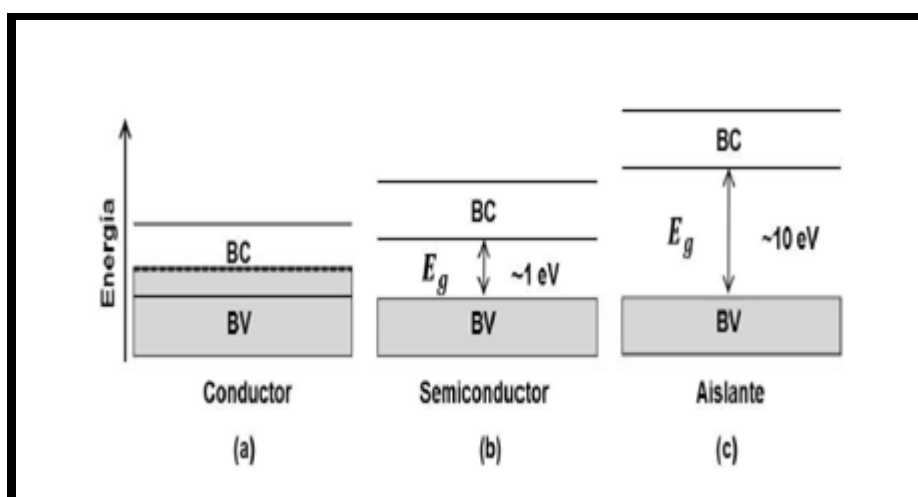 Energía
BC
BV
Conductor
(a)
BC
E_g
~1 eV
BV
Semiconductor
(b)
BC
E_g
~10 eV
BV
Aislante
(c)